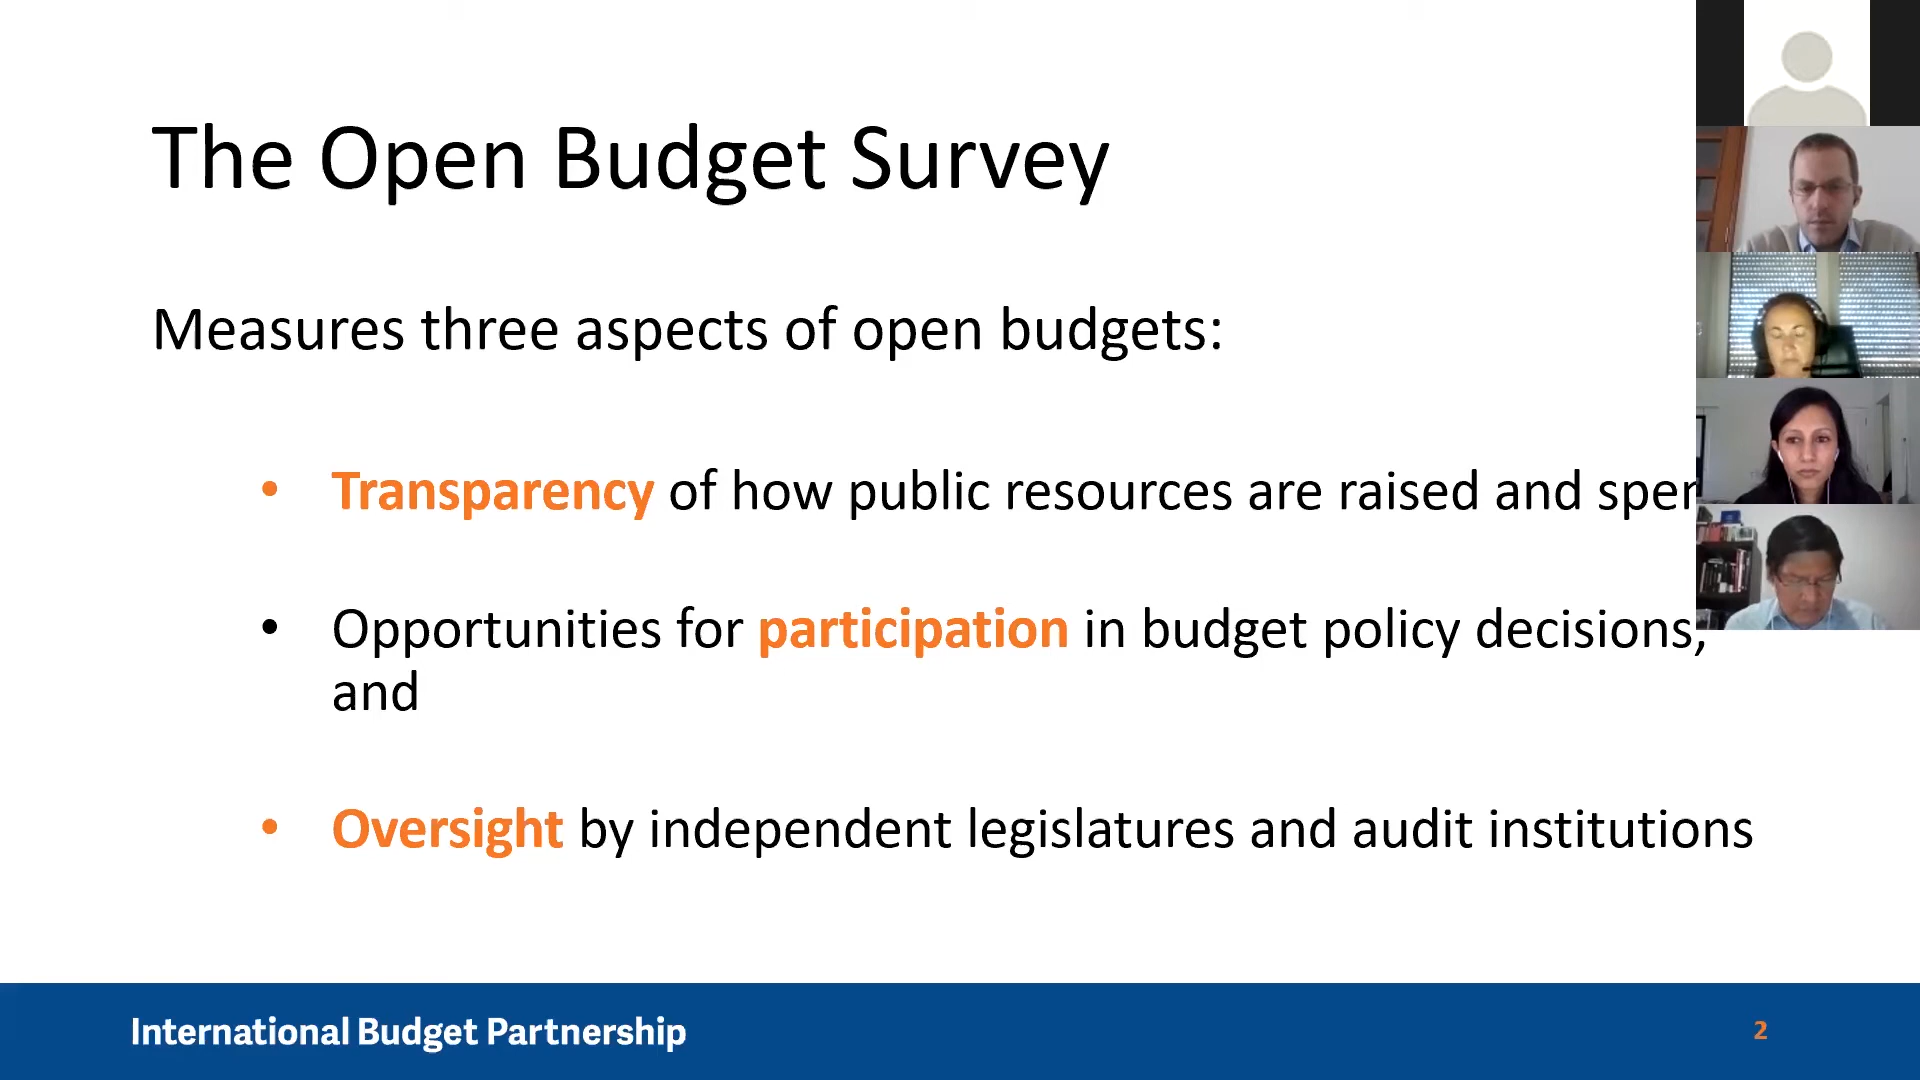 The Open Budget Survey
Measures three aspects of open budgets:
• Transparency of how public resources are raised and
• Opportunities for participation in budget policy decisions,
and
• Oversight by independent legislatures and audit institutions
International Budget Partnership
2